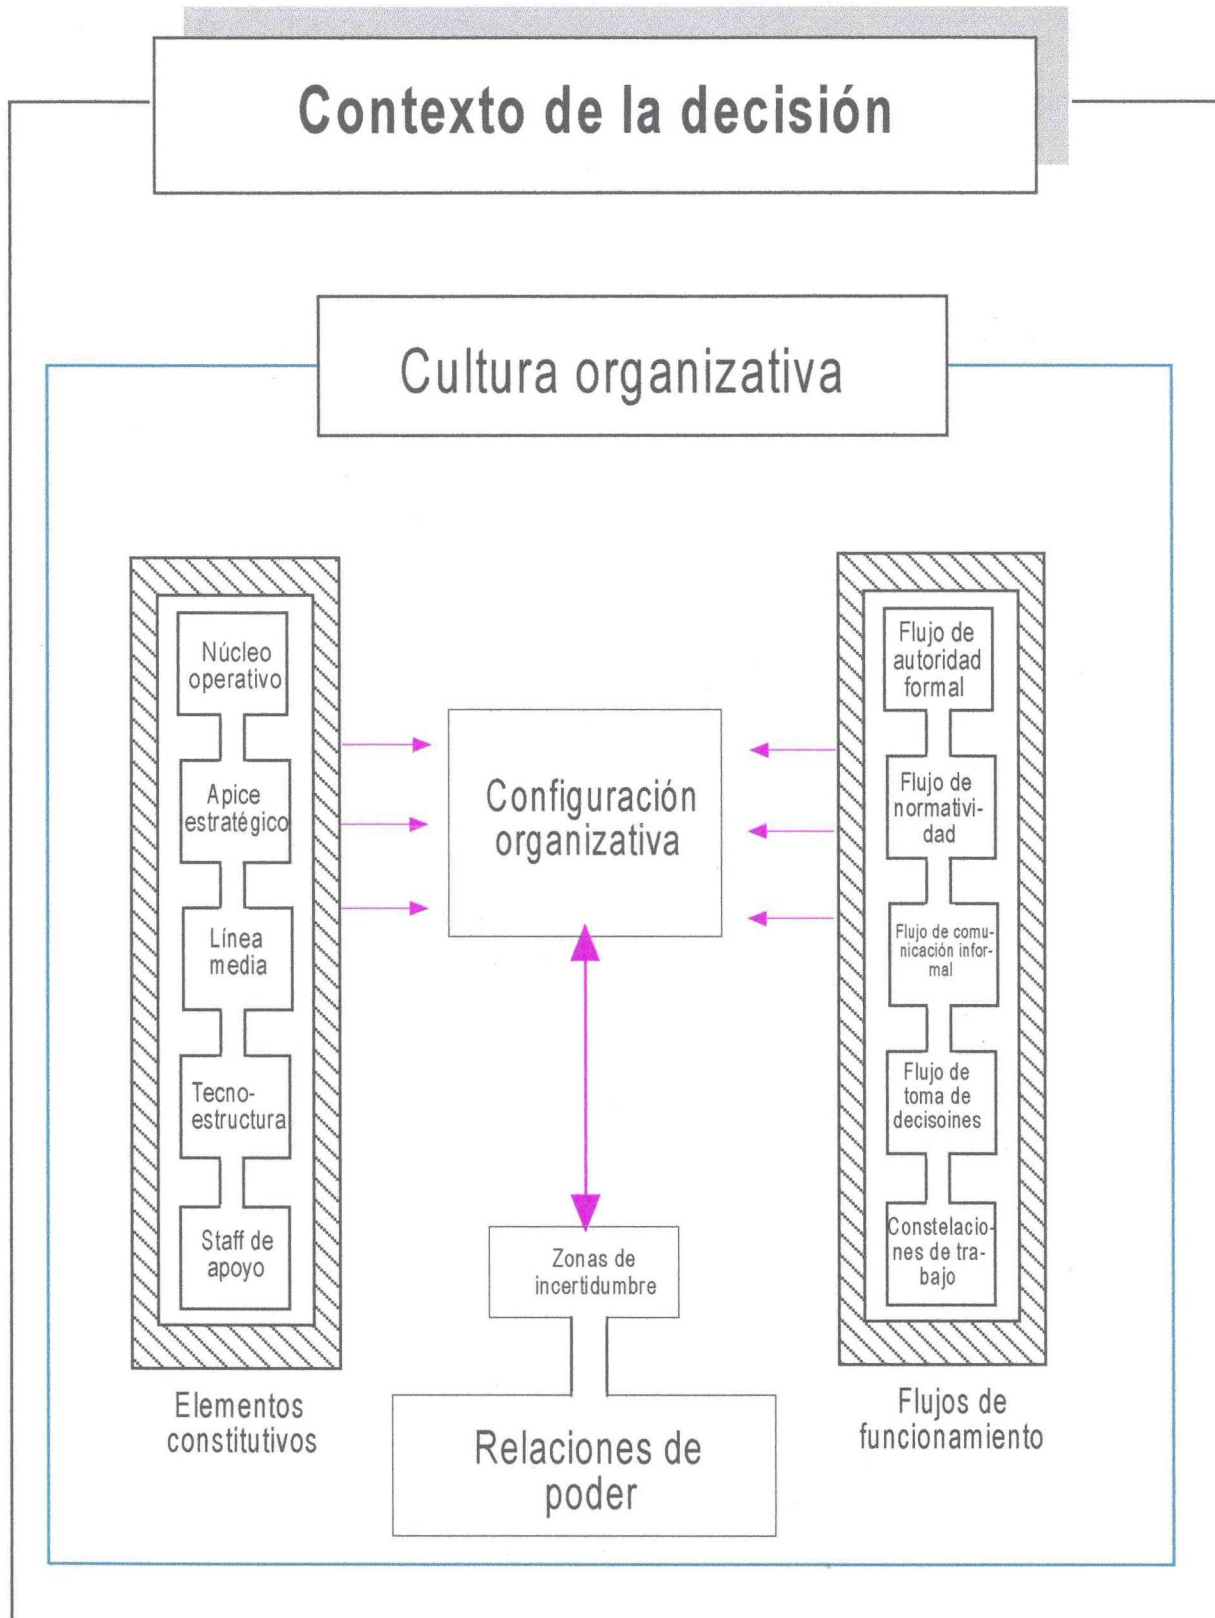 Contexto de la decisión
Cultura organizativa
Núcleo
operativo
Apice
estratégico
Línea
media
Tecno-
estructura
Staff de
apoyo
Elementos
constitutivos
Configuración
organizativa
Zonas de
incertidumbre
Relaciones de
poder
Flujo de
autoridad
formal
Flujo de
normativi-
dad
Flujo de comu-
nicación infor-
mal
Flujo de
toma de
decisoines
Constelacio-
nes de tra-
bajo
Flujos de
funcionamiento